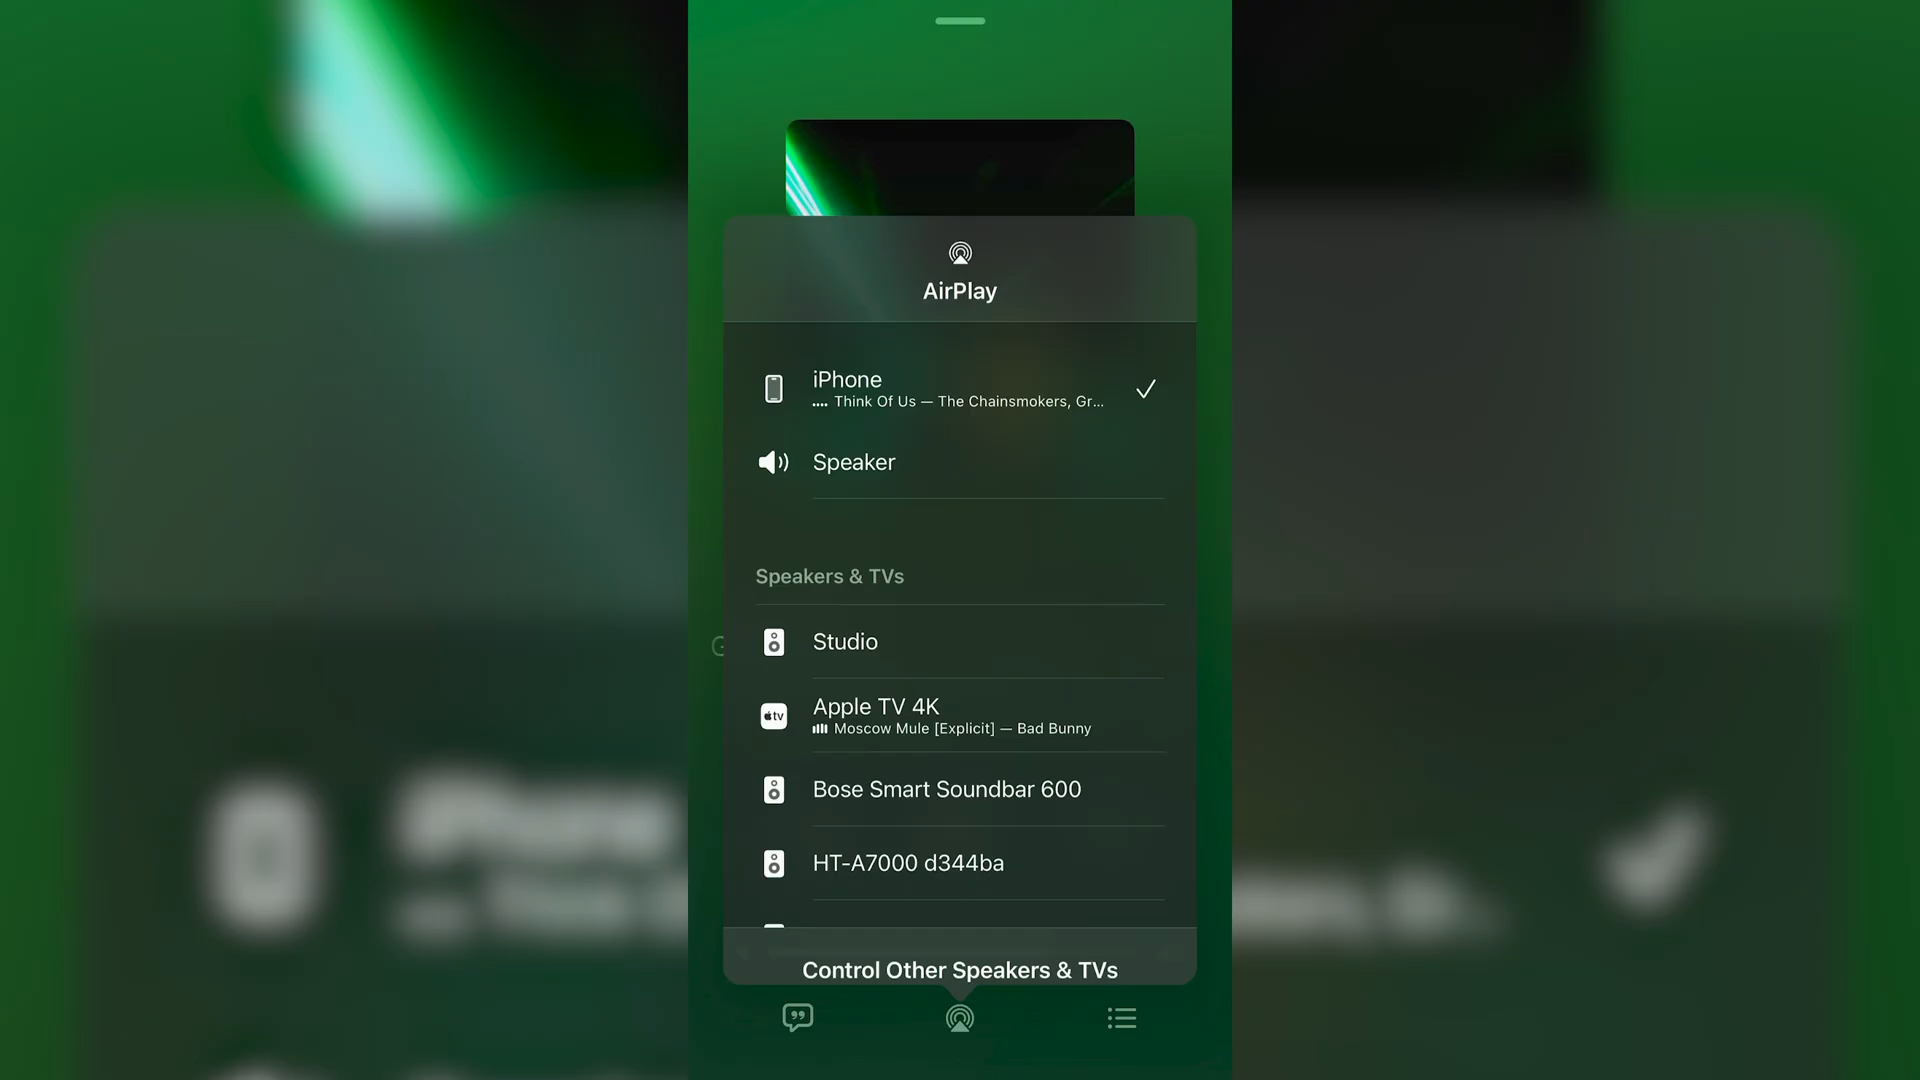 AirPlay
iPhone
Think Of Us — The Chainsmokers, Gr...
Speaker
Speakers & TVs
Studio
tv
Apple TV 4K
Moscow Mule [Explicit] — Bad Bunny
Bose Smart Soundbar 600
HT-A7000 d344ba
Control Other Speakers & TVs